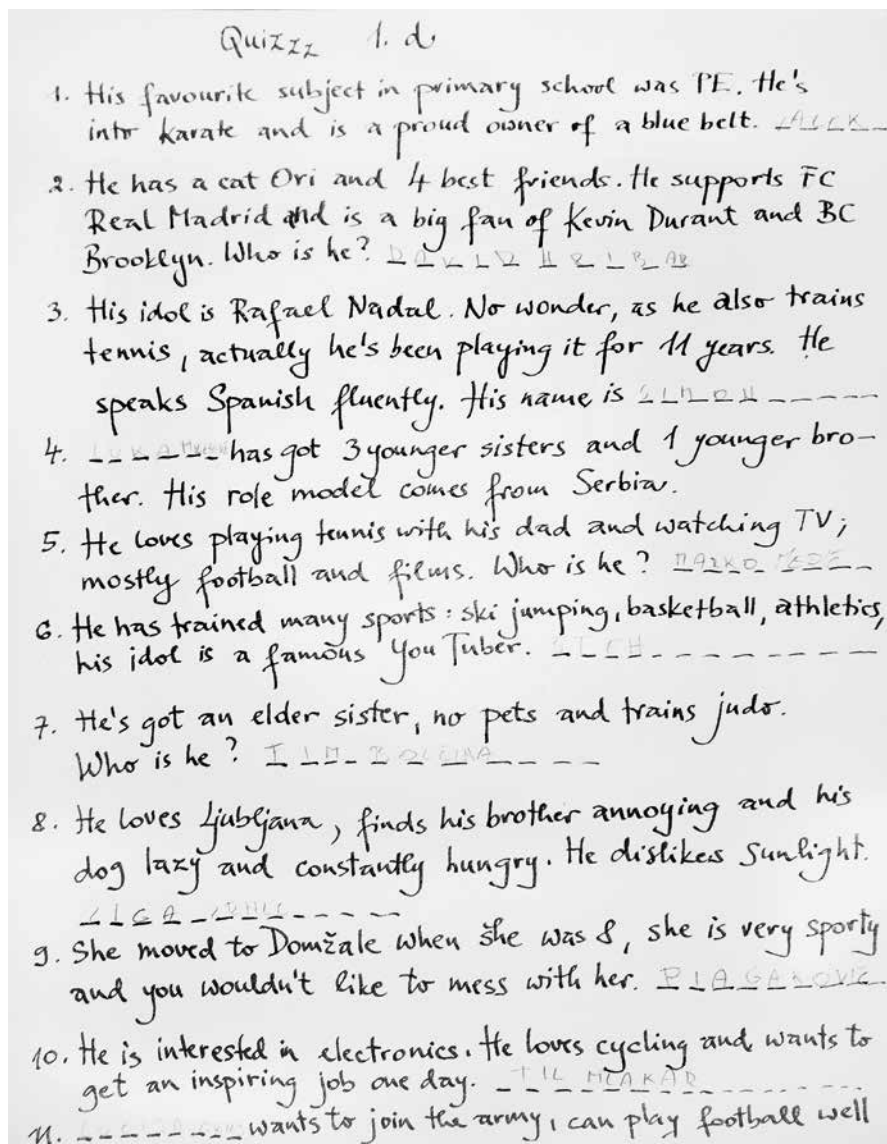 Quizzz 1. d
1. His favourite subject in primary school was PE. He's
into karate and is a proud owner of a blue belt.
2. He has a cat Ori and 4 best friends. He supports FC
Real Madrid and is a big fan of Kevin Durant and BC
Brooklyn. Who is he? DAVID HRIBAR
3. His idol is Rafael Nadal. No wonder, as he also trains
tennis, actually he's been playing it for 11 years. He
speaks Spanish fluently. His name is SIMON
4. LUKA has got 3 younger sisters and 1 younger bro-
ther. His role model comes from Serbia.
5. He loves playing tennis with his dad and watching TV;
mostly football and films. Who is he? MARKO
6. He has trained many sports: ski jumping, basketball, athletics,
his idol is a famous YouTuber.
7. He's got an elder sister, no pets and trains judo.
Who is he? TIM
8. He loves Ljubljana, finds his brother annoying and his
dog lazy and constantly hungry. He dislikes sunlight.
ZIGA
9. She moved to Domžale when she was 8, she is very sporty
and you wouldn't like to mess with her. PIA
10. He is interested in electronics. He loves cycling and wants to
get an inspiring job one day. TIL MLAKAR
11. wants to join the army, can play football well